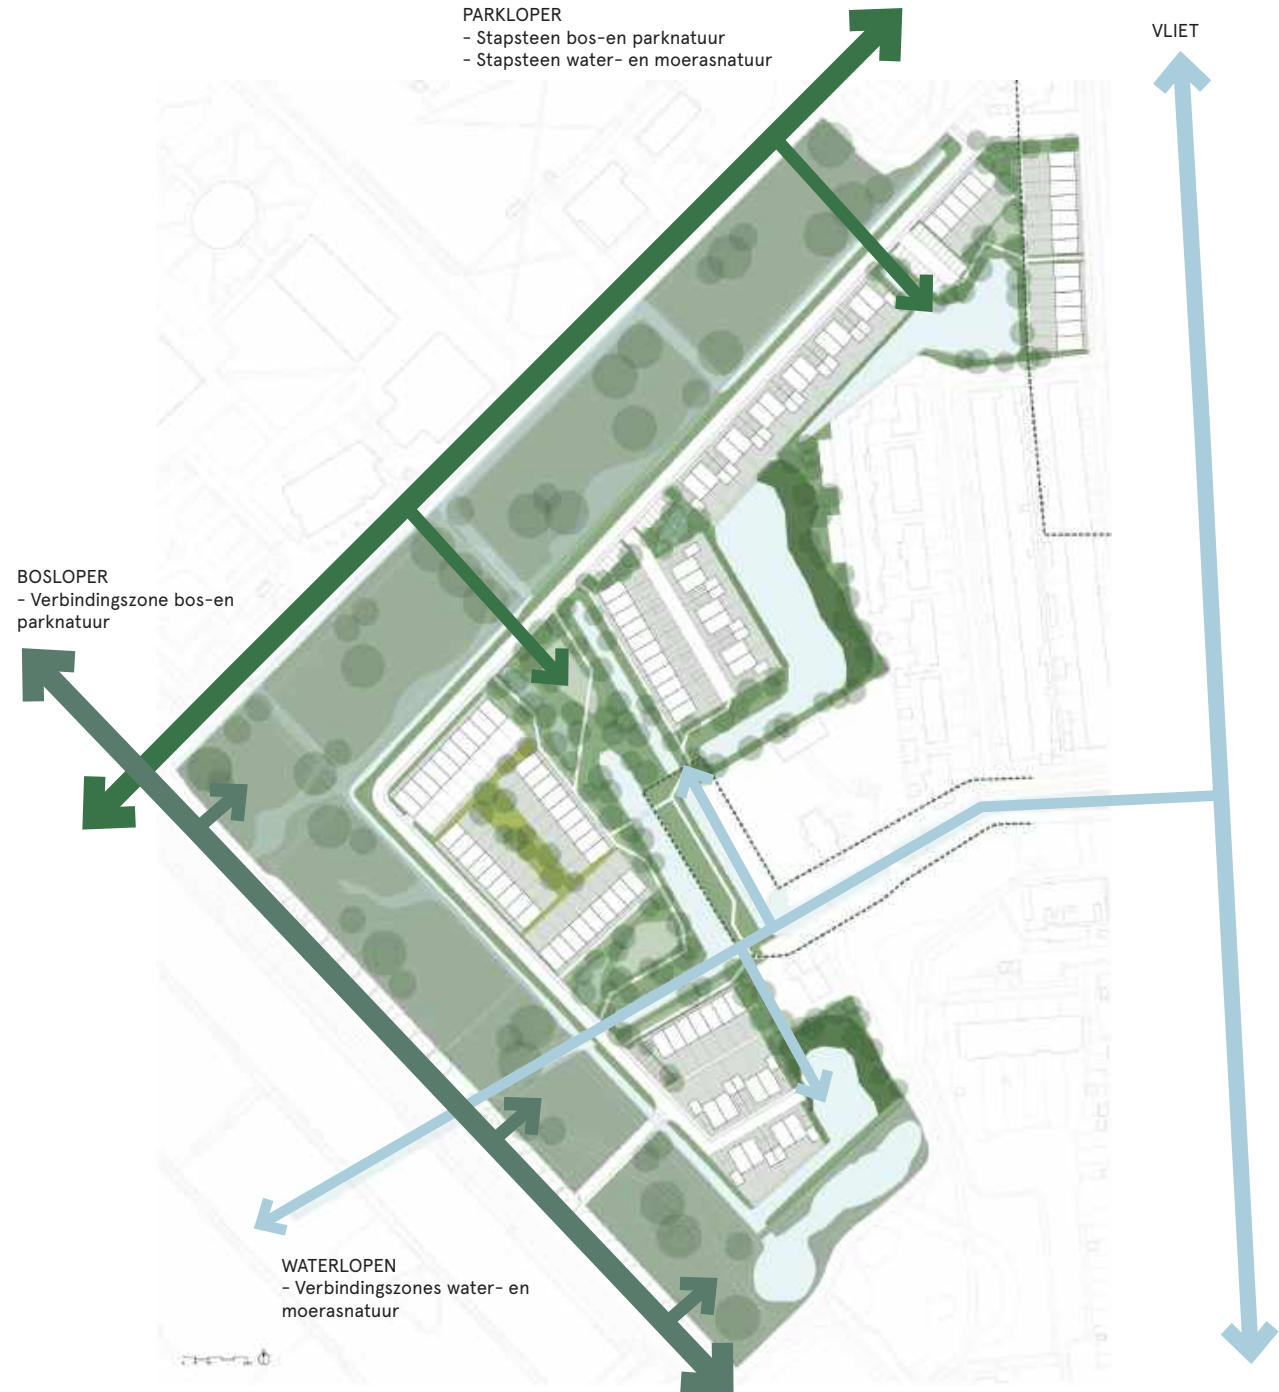 PARKLOPER
- Stapsteen bos-en parknatuur
- Stapsteen water- en moerasnatuur
VLIET
BOSLOPER
- Verbindingszone bos-en
parknatuur
WATERLOPEN
- Verbindingszones water- en
moerasnatuur